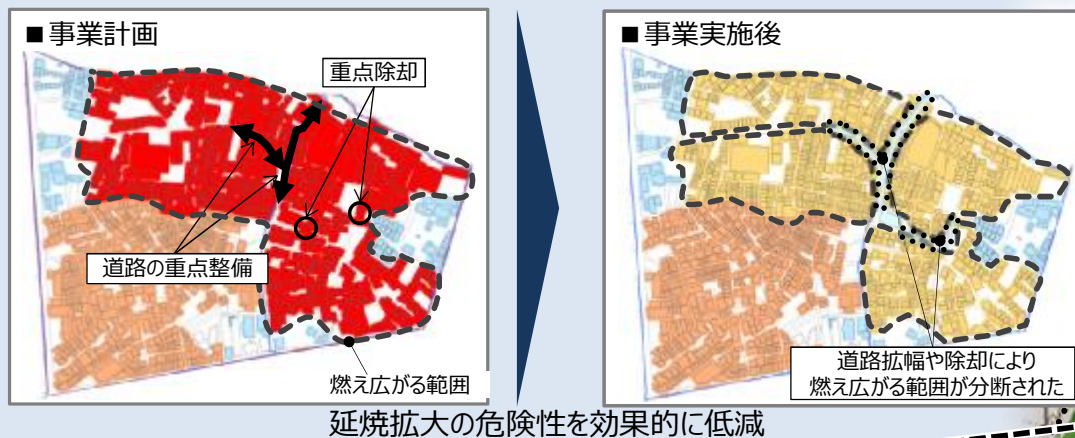 ■事業計画
重点除却
道路の重点整備
燃え広がる範囲
■事業実施後
道路拡幅や除却により
燃え広がる範囲が分断された
延焼拡大の危険性を効果的に低減